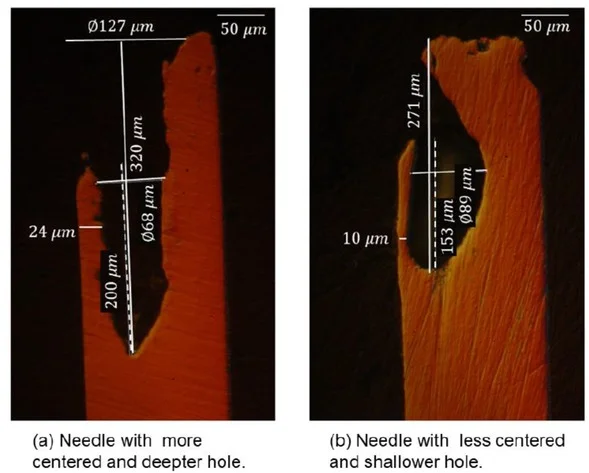 Ø127 µm
50 µm
320 µm
Ø68 µm
24 µm
200 µm
50 µm
271 µm
Ø89 µm
153 µm
10 µm
(a) Needle with more
centered and deepter hole.
(b) Needle with less centered
and shallower hole.